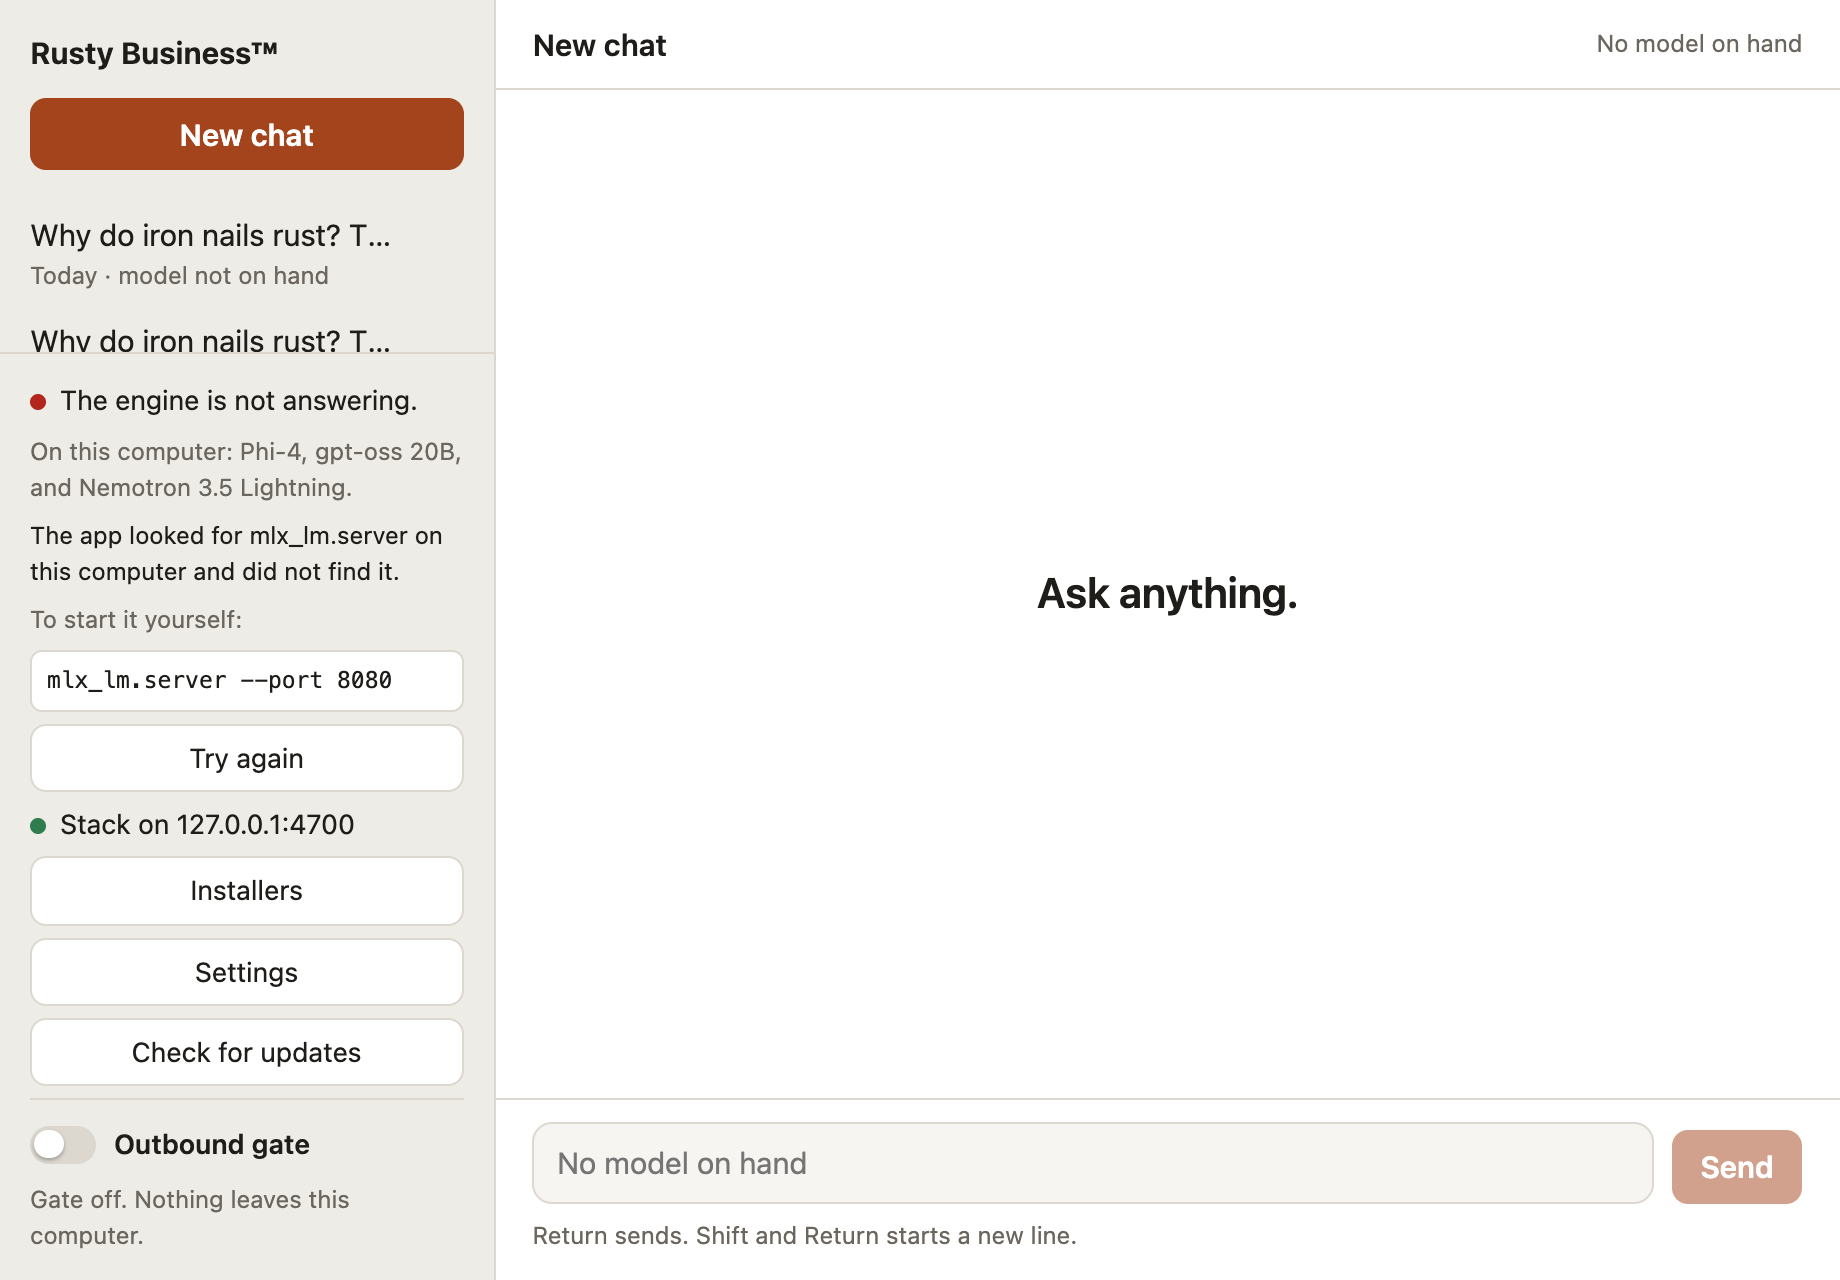 Rusty Business™
New chat
Why do iron nails rust? T...
Today · model not on hand
Why do iron nails rust? T...
The engine is not answering.
On this computer: Phi-4, gpt-oss 20B,
and Nemotron 3.5 Lightning.
The app looked for mlx_lm.server on
this computer and did not find it.
To start it yourself:
mlx_lm.server --port 8080
Try again
Stack on 127.0.0.1:4700
Installers
Settings
Check for updates
Outbound gate
Gate off. Nothing leaves this
computer.
New chat
No model on hand
Ask anything.
No model on hand
Send
Return sends. Shift and Return starts a new line.